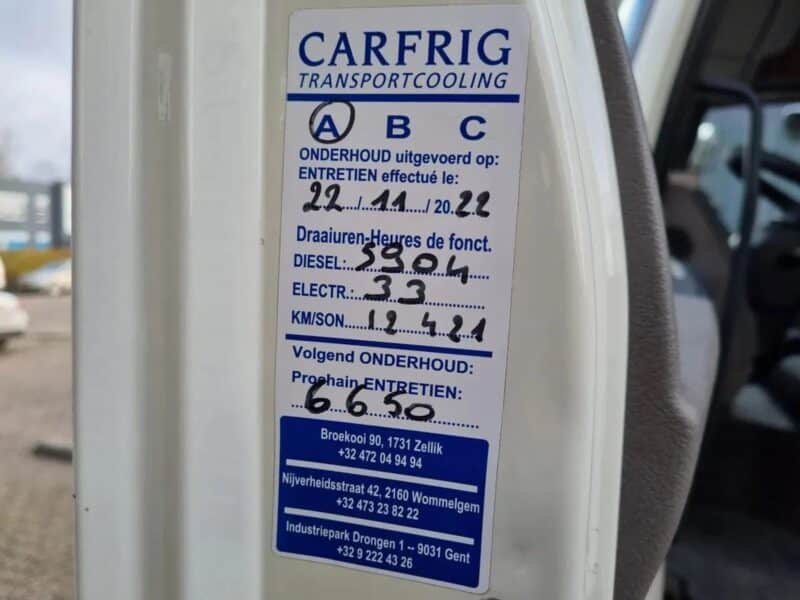 CARFRIG
TRANSPORTCOOLING
A B C
ONDERHOUD uitgevoerd op:
ENTRETIEN effectué le:
22 / 11 / 20.22
Draaiuren-Heures de fonct.
DIESEL: 5904
ELECTR.: 33
KM/SON. 12 421
Volgend ONDERHOUD:
Prochain ENTRETIEN:
6650
Broekooi 90, 1731 Zellik
+32 472 04 94 94
Nijverheidsstraat 42, 2160 Wommelgem
+32 473 23 82 22
Industriepark Drongen 1 -- 9031 Gent
+32 9 222 43 26